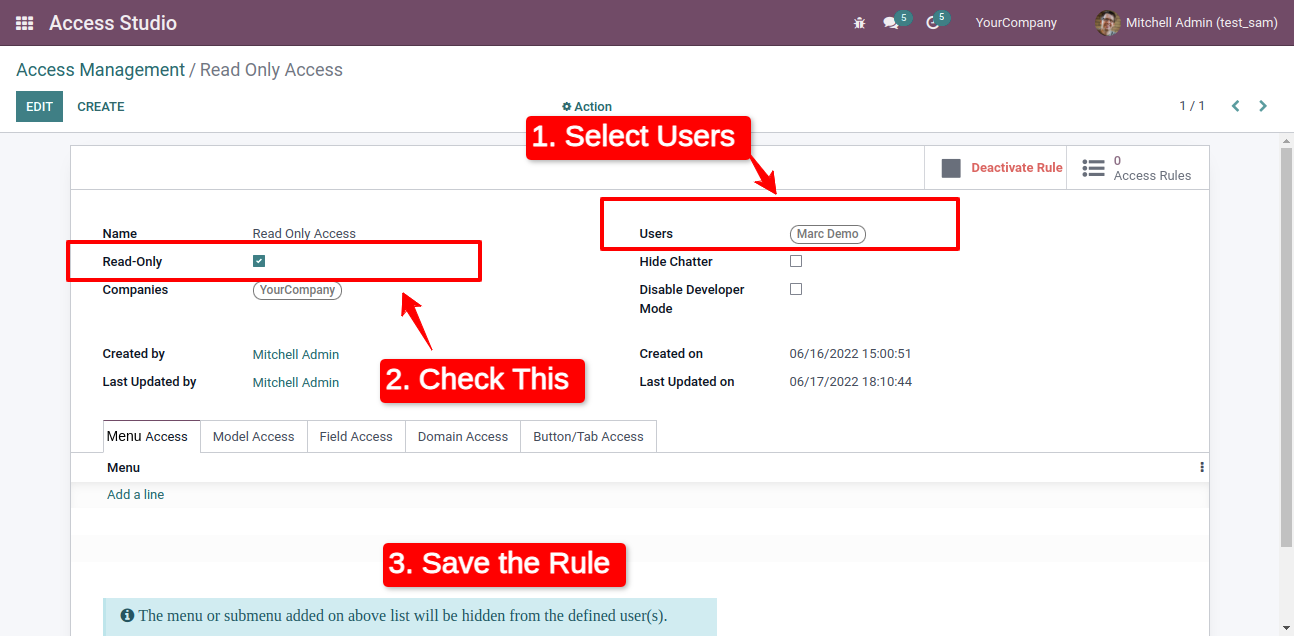 Access Studio
5
5
YourCompany
Mitchell Admin (test_sam)
Access Management / Read Only Access
EDIT
CREATE
Action
1 / 1
1. Select Users
Deactivate Rule
0
Access Rules
Name
Read Only Access
Users
Marc Demo
Read-Only
Hide Chatter
Companies
YourCompany
Disable Developer
Mode
Created by
Mitchell Admin
Created on
06/16/2022 15:00:51
Last Updated by
Mitchell Admin
Last Updated on
06/17/2022 18:10:44
2. Check This
Menu Access
Model Access
Field Access
Domain Access
Button/Tab Access
Menu
Add a line
3. Save the Rule
The menu or submenu added on above list will be hidden from the defined user(s).